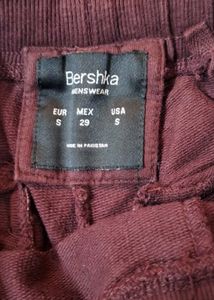 Bershka
MENSWEAR
EUR MEX USA
S 29 S
MADE IN PAKISTAN